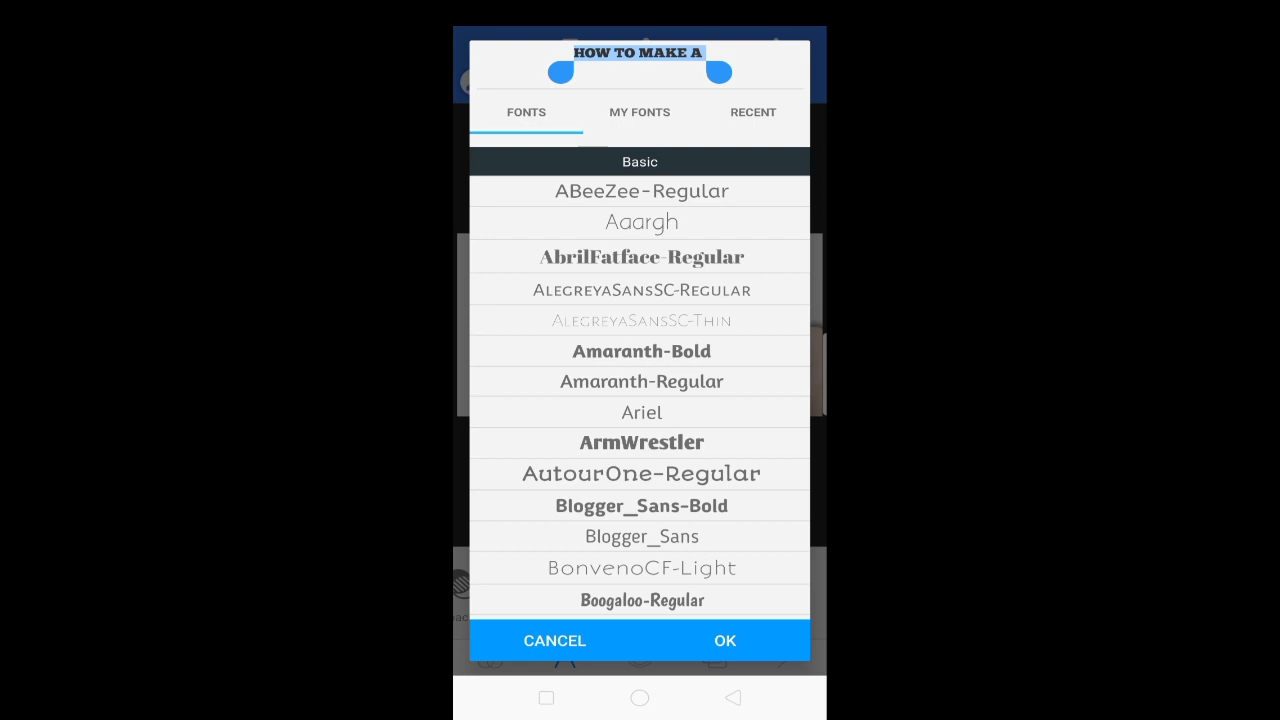 HOW TO MAKE A
FONTS MY FONTS RECENT
Basic
ABeeZee-Regular
Aaargh
AbrilFatface-Regular
AlegreyaSansSC-Regular
AlegreyaSansSC-Thin
Amaranth-Bold
Amaranth-Regular
Ariel
ArmWrestler
AutourOne-Regular
Blogger_Sans-Bold
Blogger_Sans
BonvenoCF-Light
Boogaloo-Regular
CANCEL OK